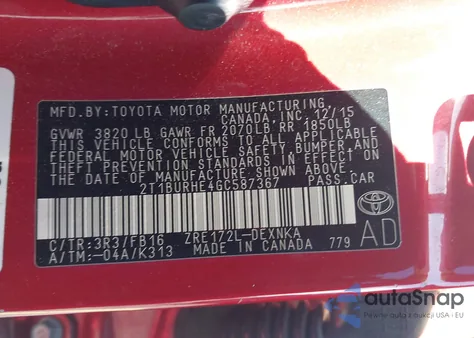 MFD. BY: TOYOTA MOTOR MANUFACTURING,
CANADA, INC. 12/15
GVWR 3820 LB GAWR FR 2070LB RR 1850LB
THIS VEHICLE CONFORMS TO ALL APPLICABLE
FEDERAL MOTOR VEHICLE SAFETY, BUMPER, AND
THEFT PREVENTION STANDARDS IN EFFECT ON
THE DATE OF MANUFACTURE SHOWN ABOVE.
2T1BURHE4GC587367 PASS.CAR
C/TR:3R3/FB16 ZRE172L-DEXNKA
A/TM:-04A/K313 MADE IN CANADA 779
AD
autoSnap